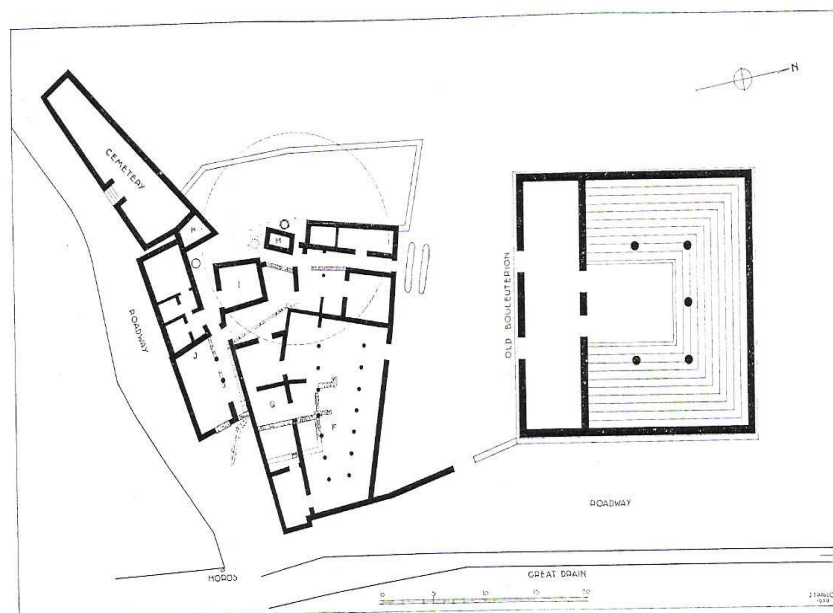 N
CEMETERY
A
H
I
OLD BOULEUTERION
ROADWAY
J
G
F
ROADWAY
HOROS
GREAT DRAIN
0 5 10 15 20